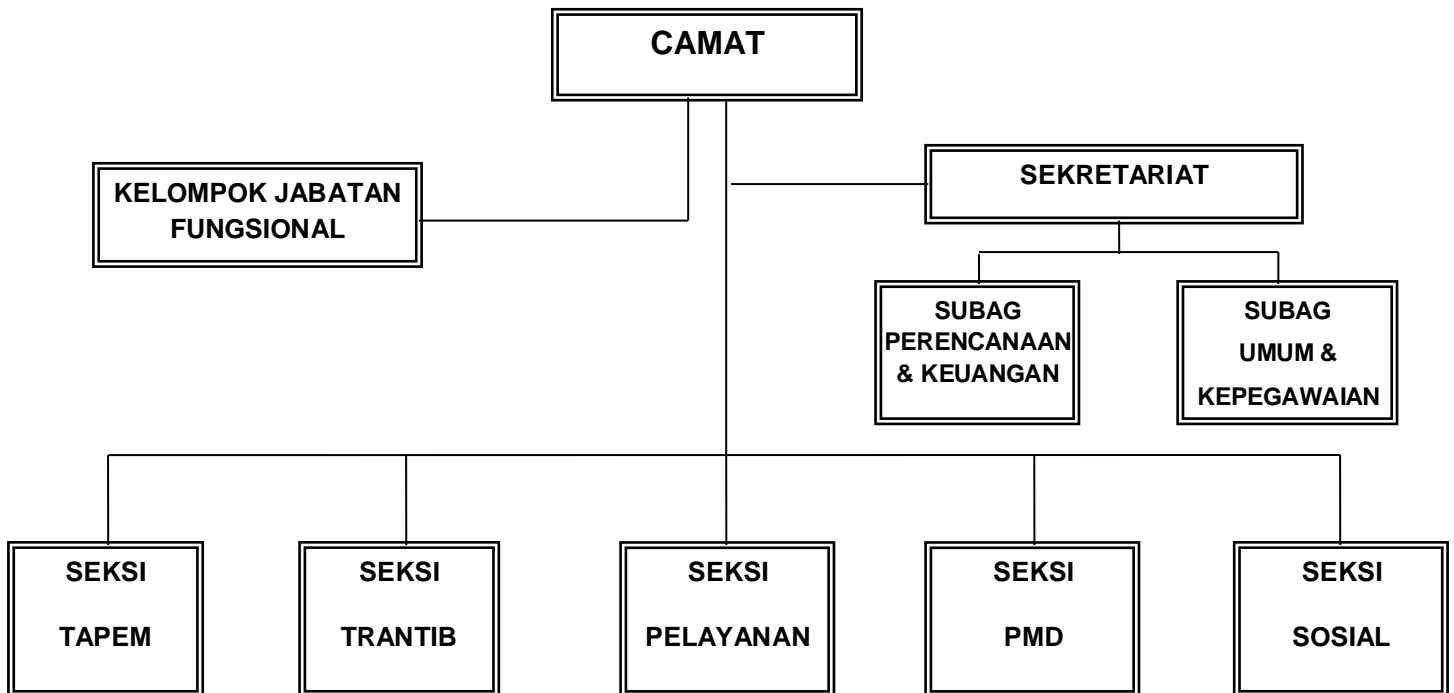 CAMAT
KELOMPOK JABATAN
FUNGSIONAL
SEKRETARIAT
SUBAG
PERENCANAAN
& KEUANGAN
SUBAG
UMUM &
KEPEGAWAIAN
SEKSI
TAPEM
SEKSI
TRANTIB
SEKSI
PELAYANAN
SEKSI
PMD
SEKSI
SOSIAL